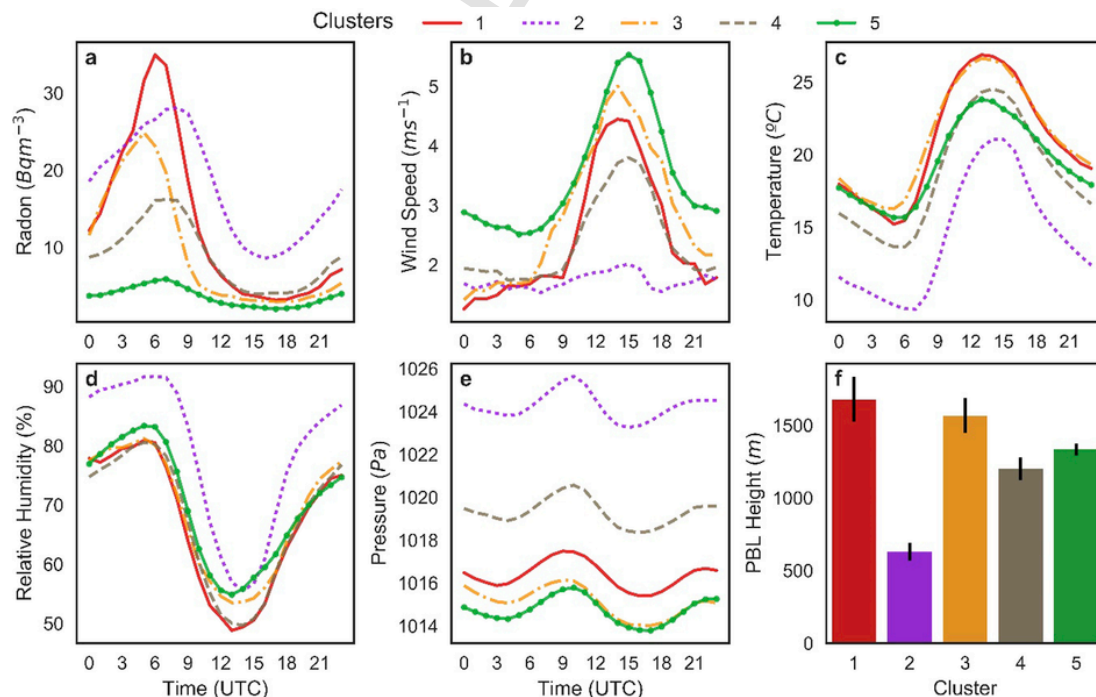 Clusters 1 2 3 4 5
a
Radon (Bqm⁻³)
30
20
10
0 3 6 9 12 15 18 21
b
Wind Speed (ms⁻¹)
5
4
3
2
0 3 6 9 12 15 18 21
c
Temperature (ºC)
25
20
15
10
0 3 6 9 12 15 18 21
d
Relative Humidity (%)
90
80
70
60
50
0 3 6 9 12 15 18 21
Time (UTC)
e
Pressure (Pa)
1026
1024
1022
1020
1018
1016
1014
0 3 6 9 12 15 18 21
Time (UTC)
f
PBL Height (m)
1500
1000
500
0
1 2 3 4 5
Cluster